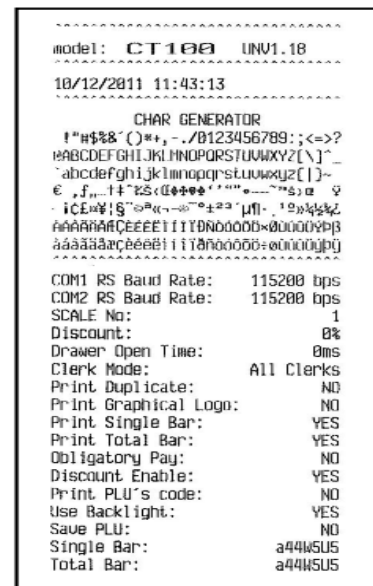 model: CT100 UNV1.18
10/12/2011 11:43:13
CHAR GENERATOR
!"#$%&´()*+,-./0123456789:;<=>?
@ABCDEFGHIJKLMNOPQRSTUVWXYZ[\]^_
`abcdefghijklmnopqrstuvwxyz[|]~
COM1 RS Baud Rate: 115200 bps
COM2 RS Baud Rate: 115200 bps
SCALE No: 1
Discount: 0%
Drawer Open Time: 0ms
Clerk Mode: All Clerks
Print Duplicate: NO
Print Graphical Logo: NO
Print Single Bar: YES
Print Total Bar: YES
Obligatory Pay: NO
Discount Enable: YES
Print PLU´s code: NO
Use Backlight: YES
Save PLU: NO
Single Bar: a44W5U5
Total Bar: a44W5U5